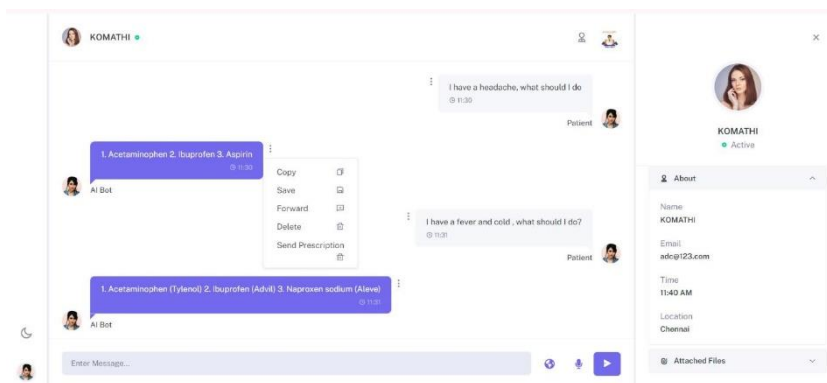 KOMATHI
I have a headache, what should I do
11:30
Patient
1. Acetaminophen 2. Ibuprofen 3. Aspirin
11:30
AI Bot
Copy
Save
Forward
Delete
Send Prescription
I have a fever and cold , what should I do?
11:31
Patient
1. Acetaminophen (Tylenol) 2. Ibuprofen (Advil) 3. Naproxen sodium (Aleve)
11:31
AI Bot
Enter Message...
KOMATHI
Active
About
Name
KOMATHI
Email
adc@123.com
Time
11:40 AM
Location
Chennai
Attached Files